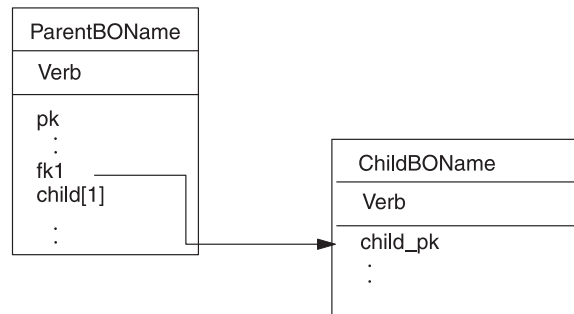 ParentBOName
Verb
pk
:
fk1
child[1]
:
ChildBOName
Verb
child_pk
: